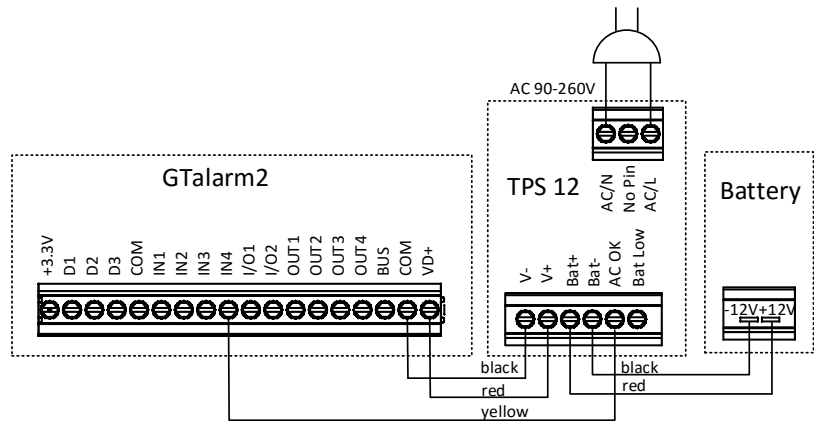 AC 90-260V
GTalarm2
TPS 12
Battery
AC/N
No Pin
AC/L
+3.3V
D1
D2
D3
COM
IN1
IN2
IN3
IN4
I/O1
I/O2
OUT1
OUT2
OUT3
OUT4
BUS
COM
VD+
V-
V+
Bat+
Bat-
AC OK
Bat Low
-12V+12V
black
black
red
red
yellow